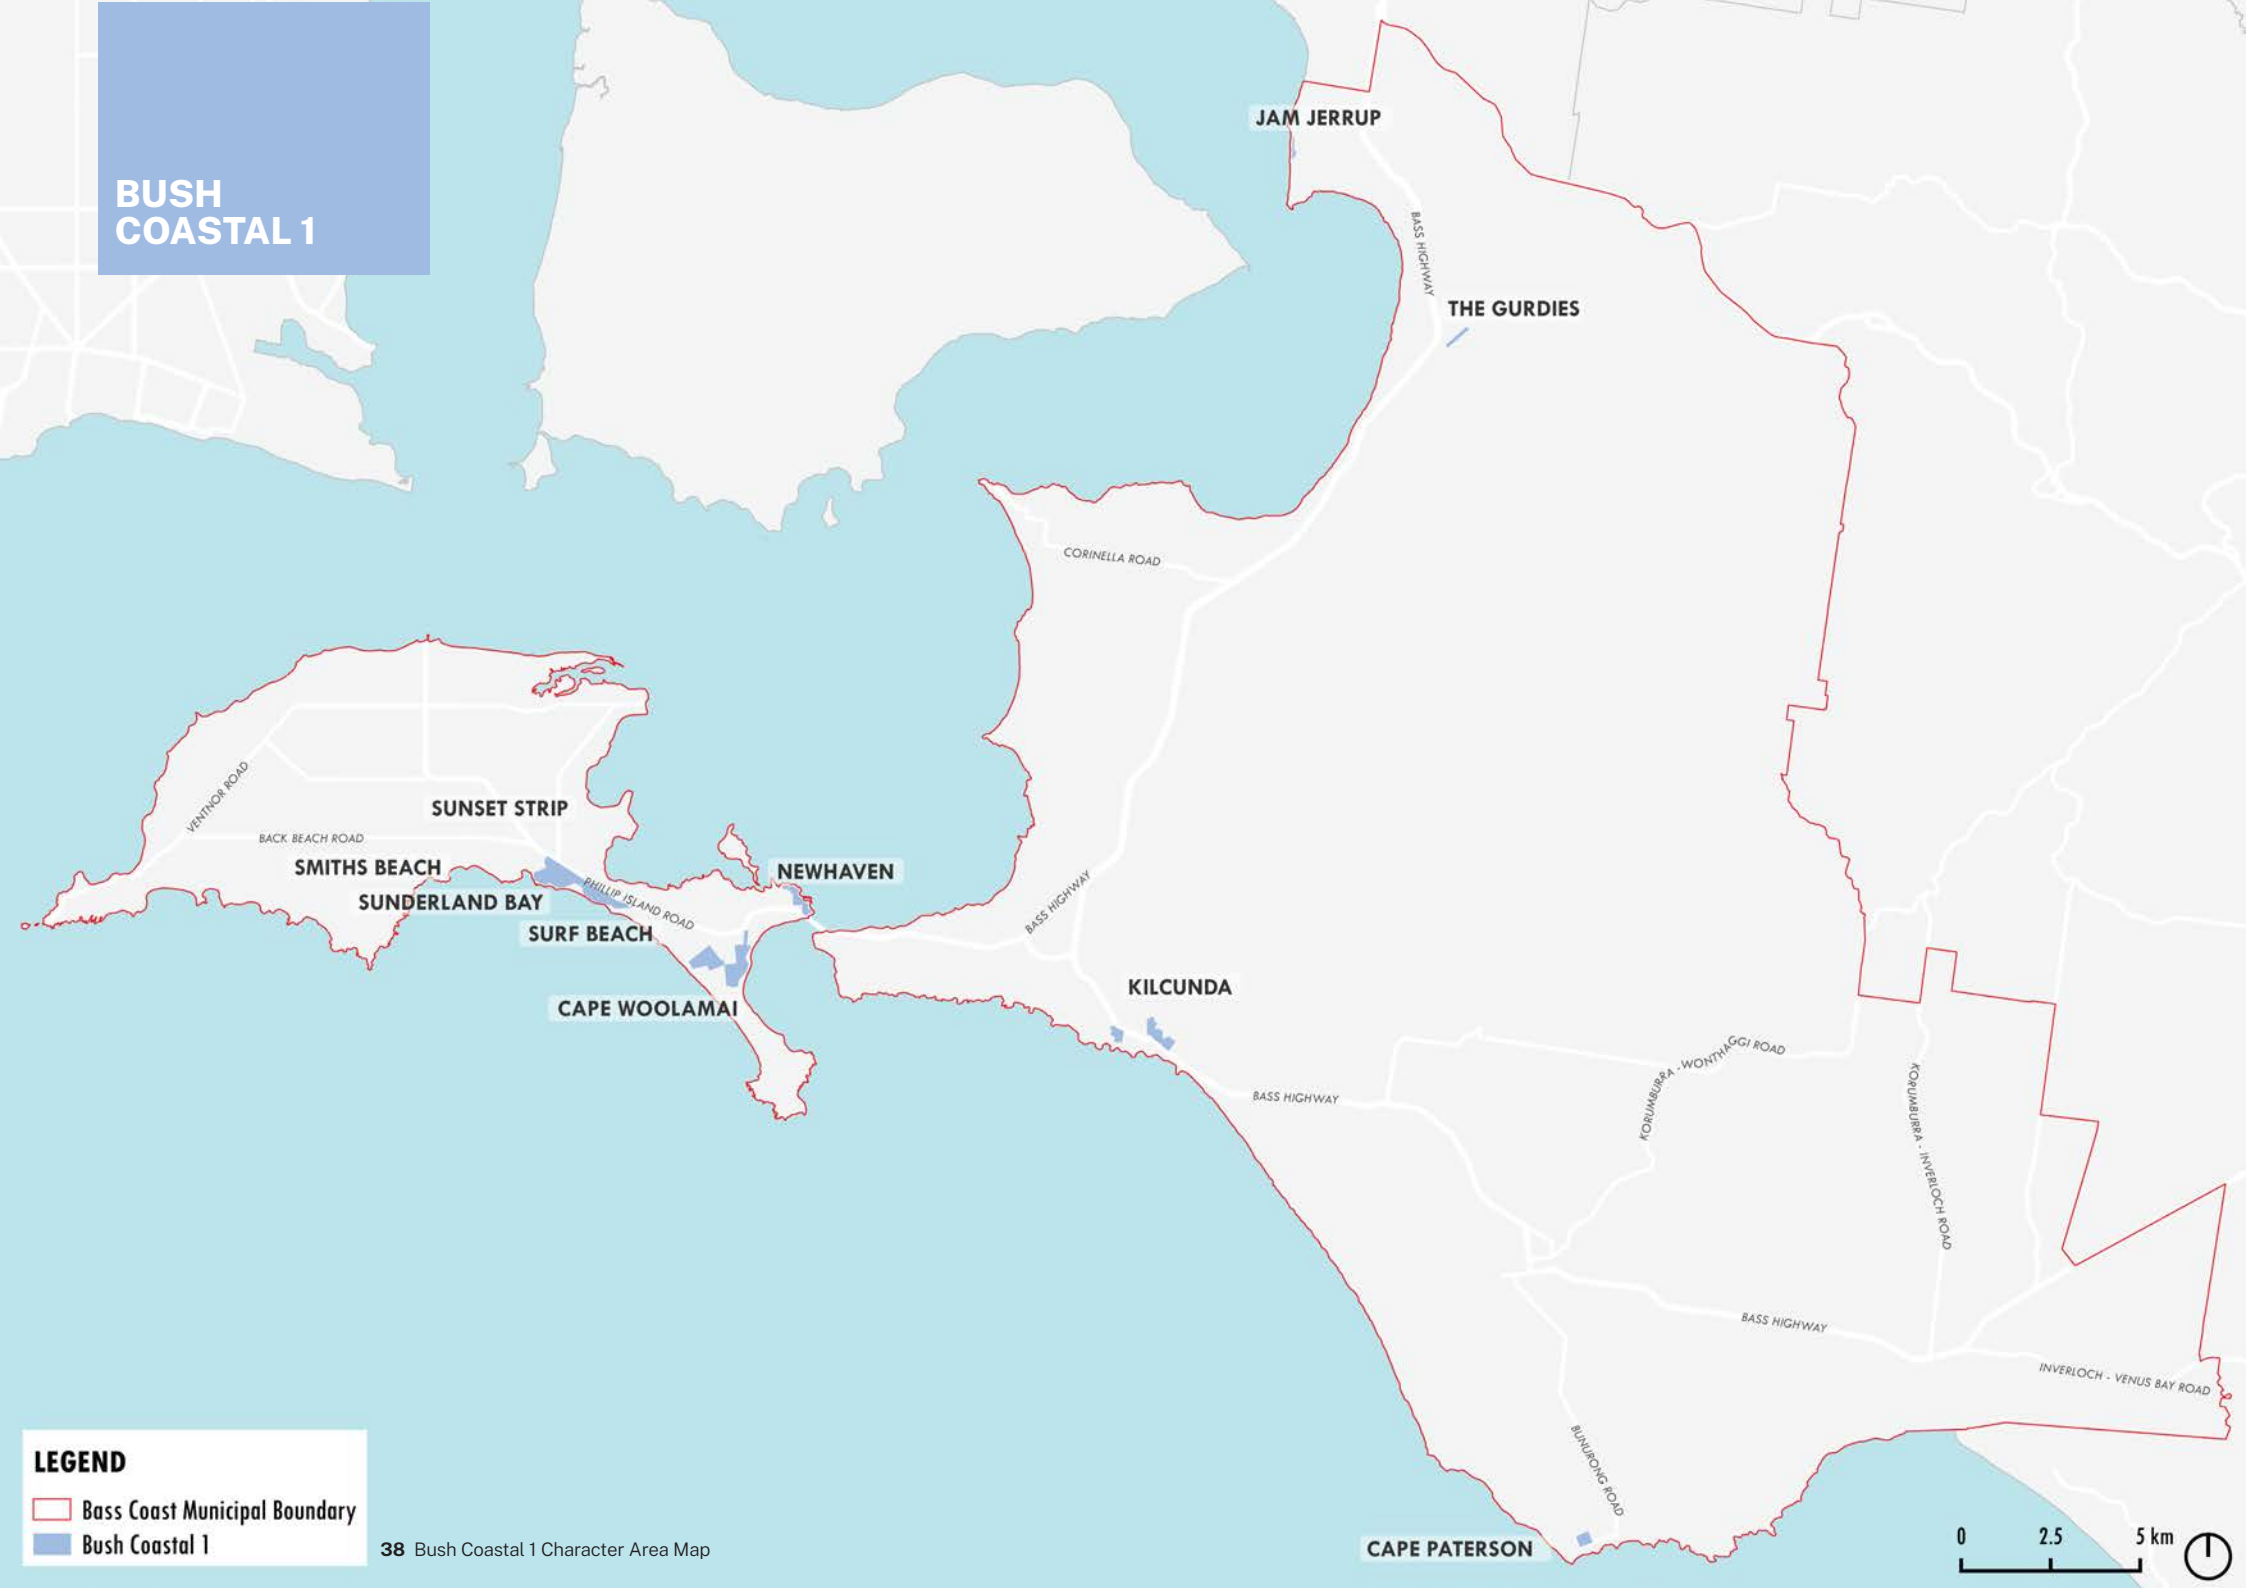 BUSH
COASTAL 1
JAM JERRUP
BASS HIGHWAY
THE GURDIES
CORINELLA ROAD
VENTNOR ROAD
SUNSET STRIP
BACK BEACH ROAD
SMITHS BEACH
SUNDERLAND BAY
PHILLIP ISLAND ROAD
NEWHAVEN
SURF BEACH
BASS HIGHWAY
CAPE WOOLAMAI
KILCUNDA
BASS HIGHWAY
KORUMBURRA - WONTHAGGI ROAD
KORUMBURRA - INVERLOCH ROAD
BASS HIGHWAY
INVERLOCH - VENUS BAY ROAD
BUNURONG ROAD
CAPE PATERSON
LEGEND
Bass Coast Municipal Boundary
Bush Coastal 1
38 Bush Coastal 1 Character Area Map
0 2.5 5 km